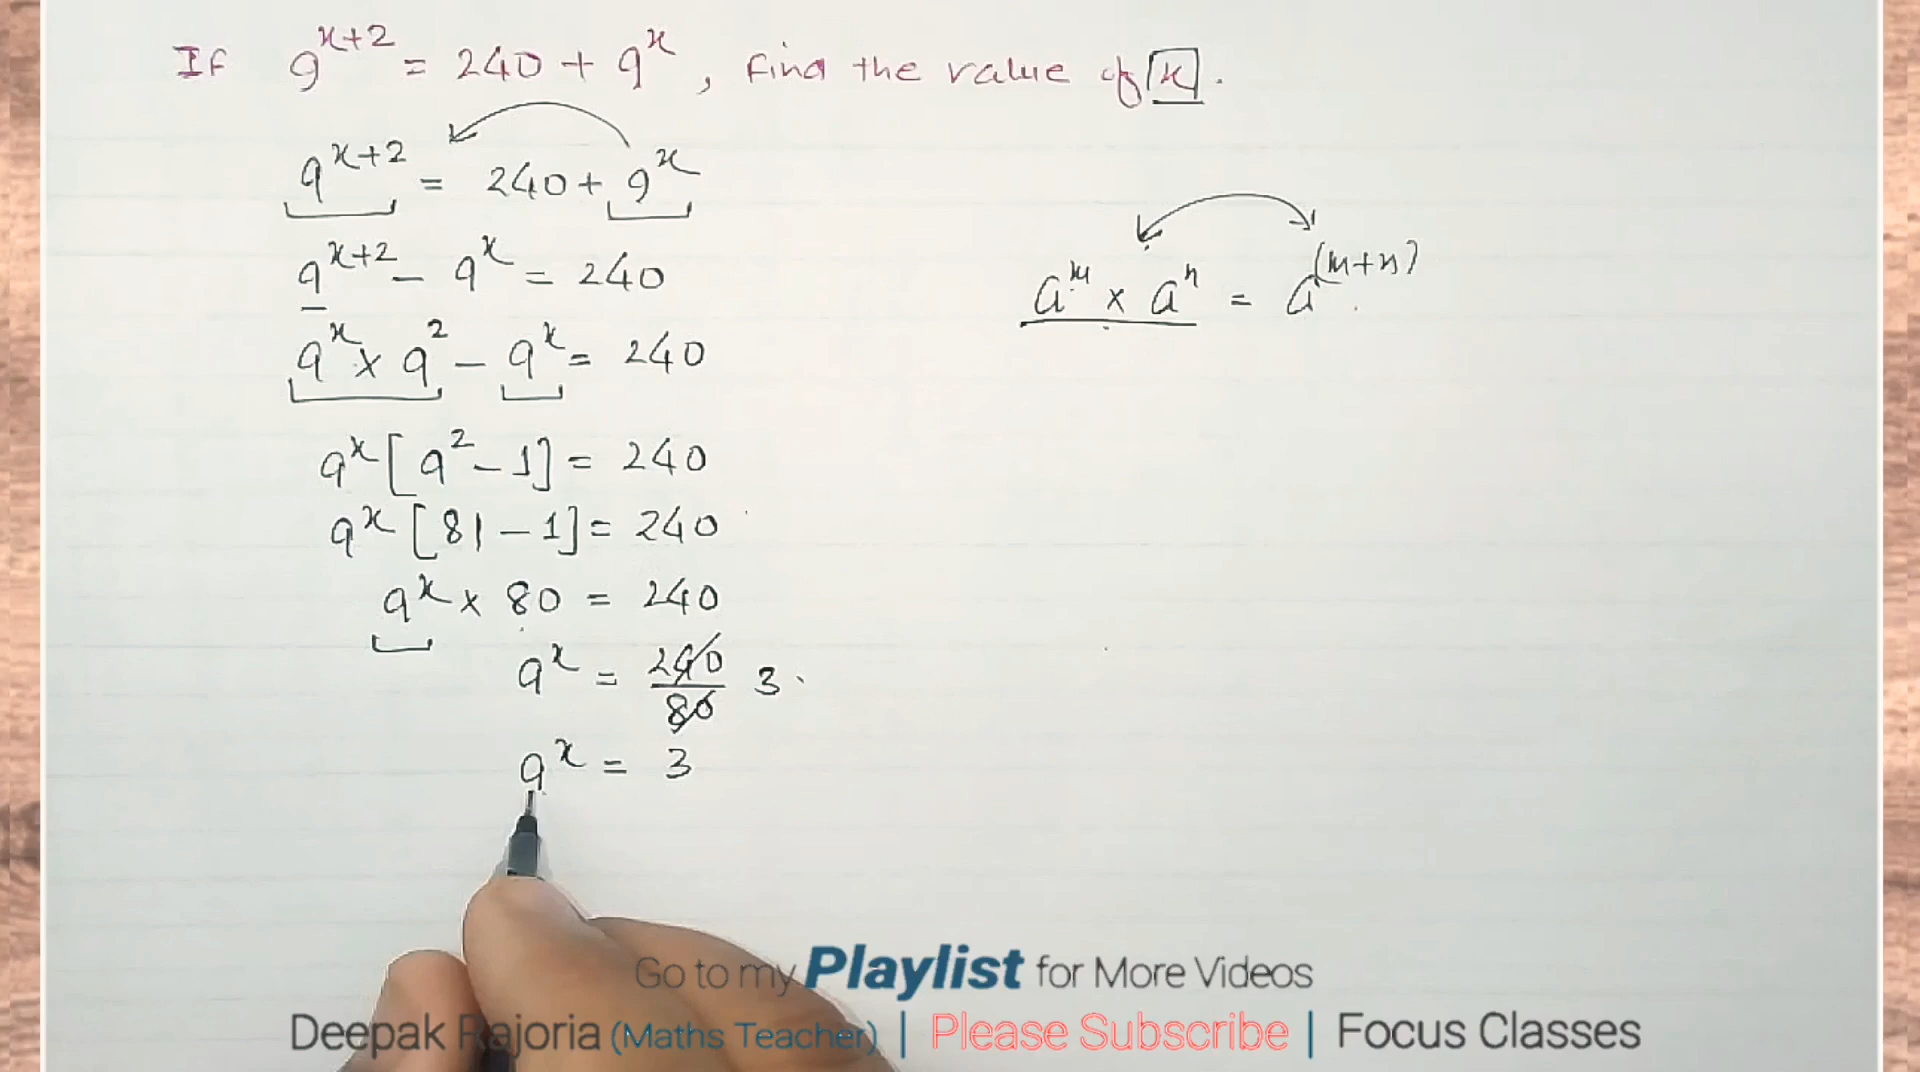 If 9^{x+2} = 240 + 9^x, find the value of x.
9^{x+2} = 240 + 9^x
9^{x+2} - 9^x = 240
a^m × a^n = a^{(m+n)}
9^x × 9^2 - 9^x = 240
9^x [9^2 - 1] = 240
9^x [81 - 1] = 240
9^x × 80 = 240
9^x = 240/80 3
9^x = 3
Go to my Playlist for More Videos
Deepak Rajoria (Maths Teacher) | Please Subscribe | Focus Classes